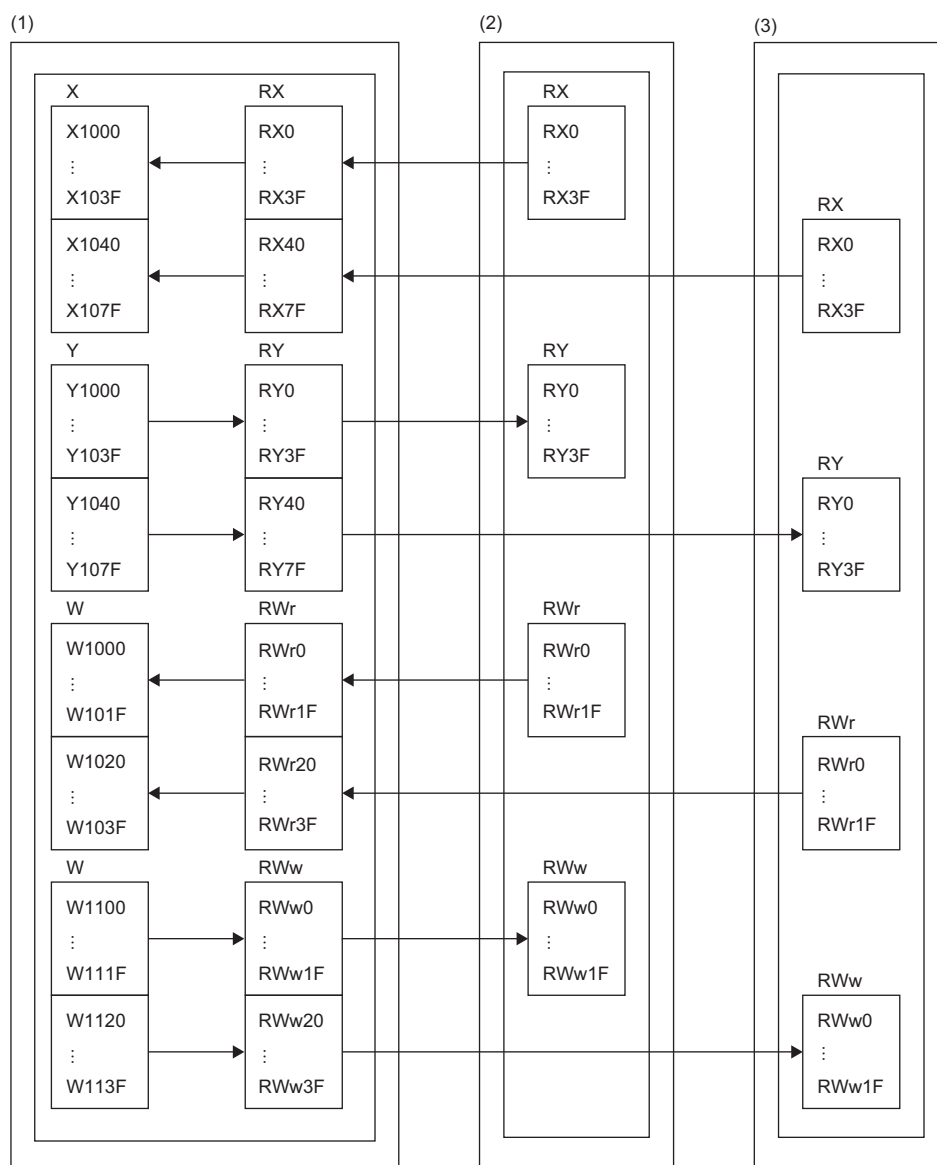 (1) (2) (3)
X RX RX
X1000 RX0 RX0
⋮ ⋮ ⋮
X103F RX3F RX3F
RX
X1040 RX40 RX0
⋮ ⋮ ⋮
X107F RX7F RX3F
Y RY RY
Y1000 RY0 RY0
⋮ ⋮ ⋮
Y103F RY3F RY3F
RY
Y1040 RY40 RY0
⋮ ⋮ ⋮
Y107F RY7F RY3F
W RWr RWr
W1000 RWr0 RWr0
⋮ ⋮ ⋮
W101F RWr1F RWr1F
RWr
W1020 RWr20 RWr0
⋮ ⋮ ⋮
W103F RWr3F RWr1F
W RWw RWw
W1100 RWw0 RWw0
⋮ ⋮ ⋮
W111F RWw1F RWw1F
RWw
W1120 RWw20 RWw0
⋮ ⋮ ⋮
W113F RWw3F RWw1F